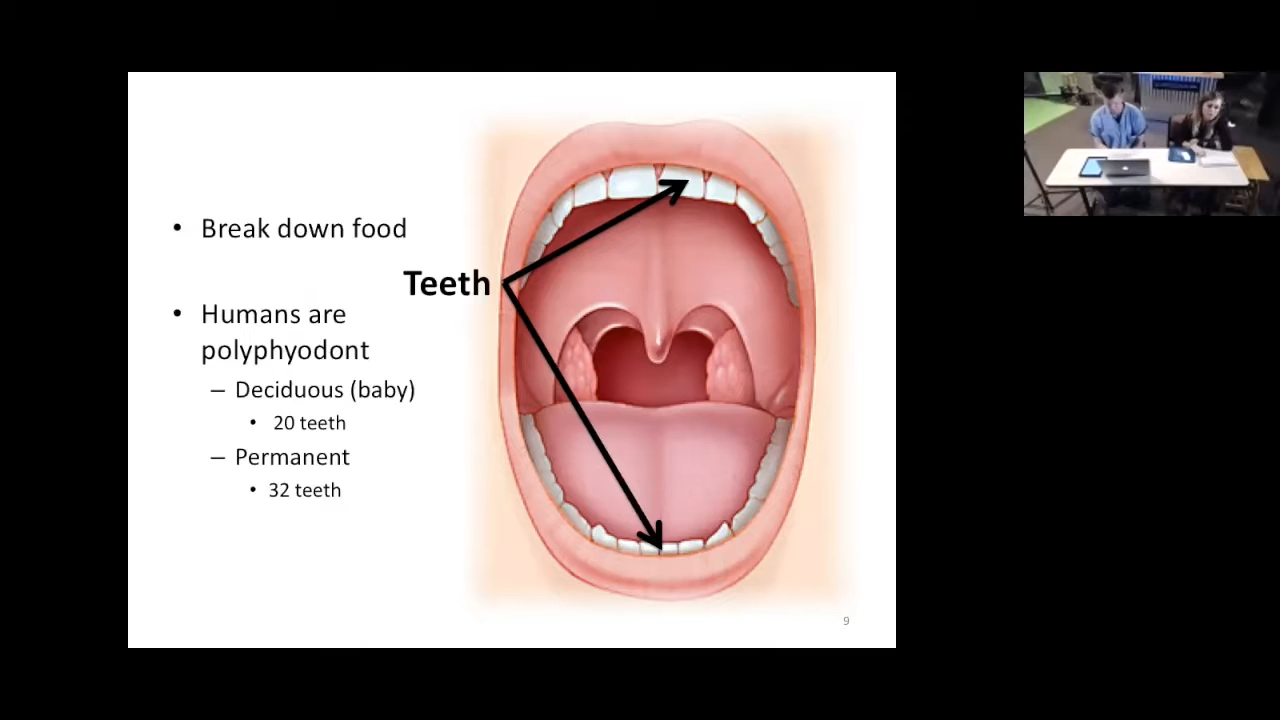 • Break down food
Teeth
• Humans are
polyphyodont
– Deciduous (baby)
• 20 teeth
– Permanent
• 32 teeth
9